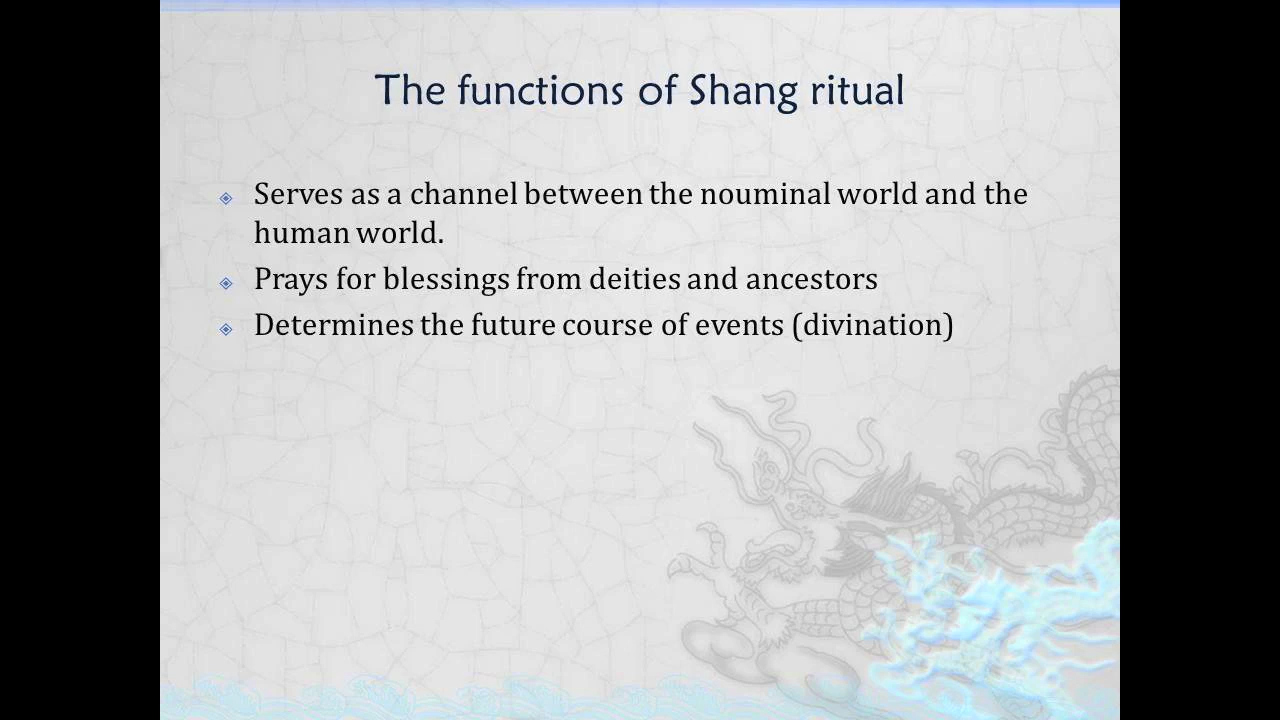 The functions of Shang ritual
Serves as a channel between the nouminal world and the
human world.
Prays for blessings from deities and ancestors
Determines the future course of events (divination)